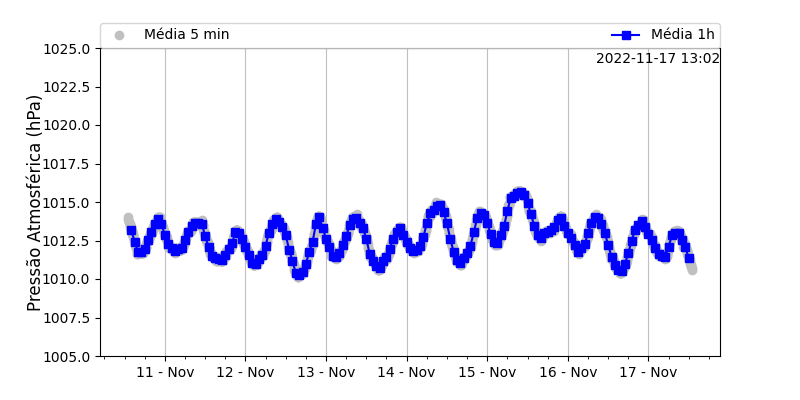 Média 5 min
Média 1h
2022-11-17 13:02
Pressão Atmosférica (hPa)
1025.0
1022.5
1020.0
1017.5
1015.0
1012.5
1010.0
1007.5
1005.0
11 - Nov
12 - Nov
13 - Nov
14 - Nov
15 - Nov
16 - Nov
17 - Nov